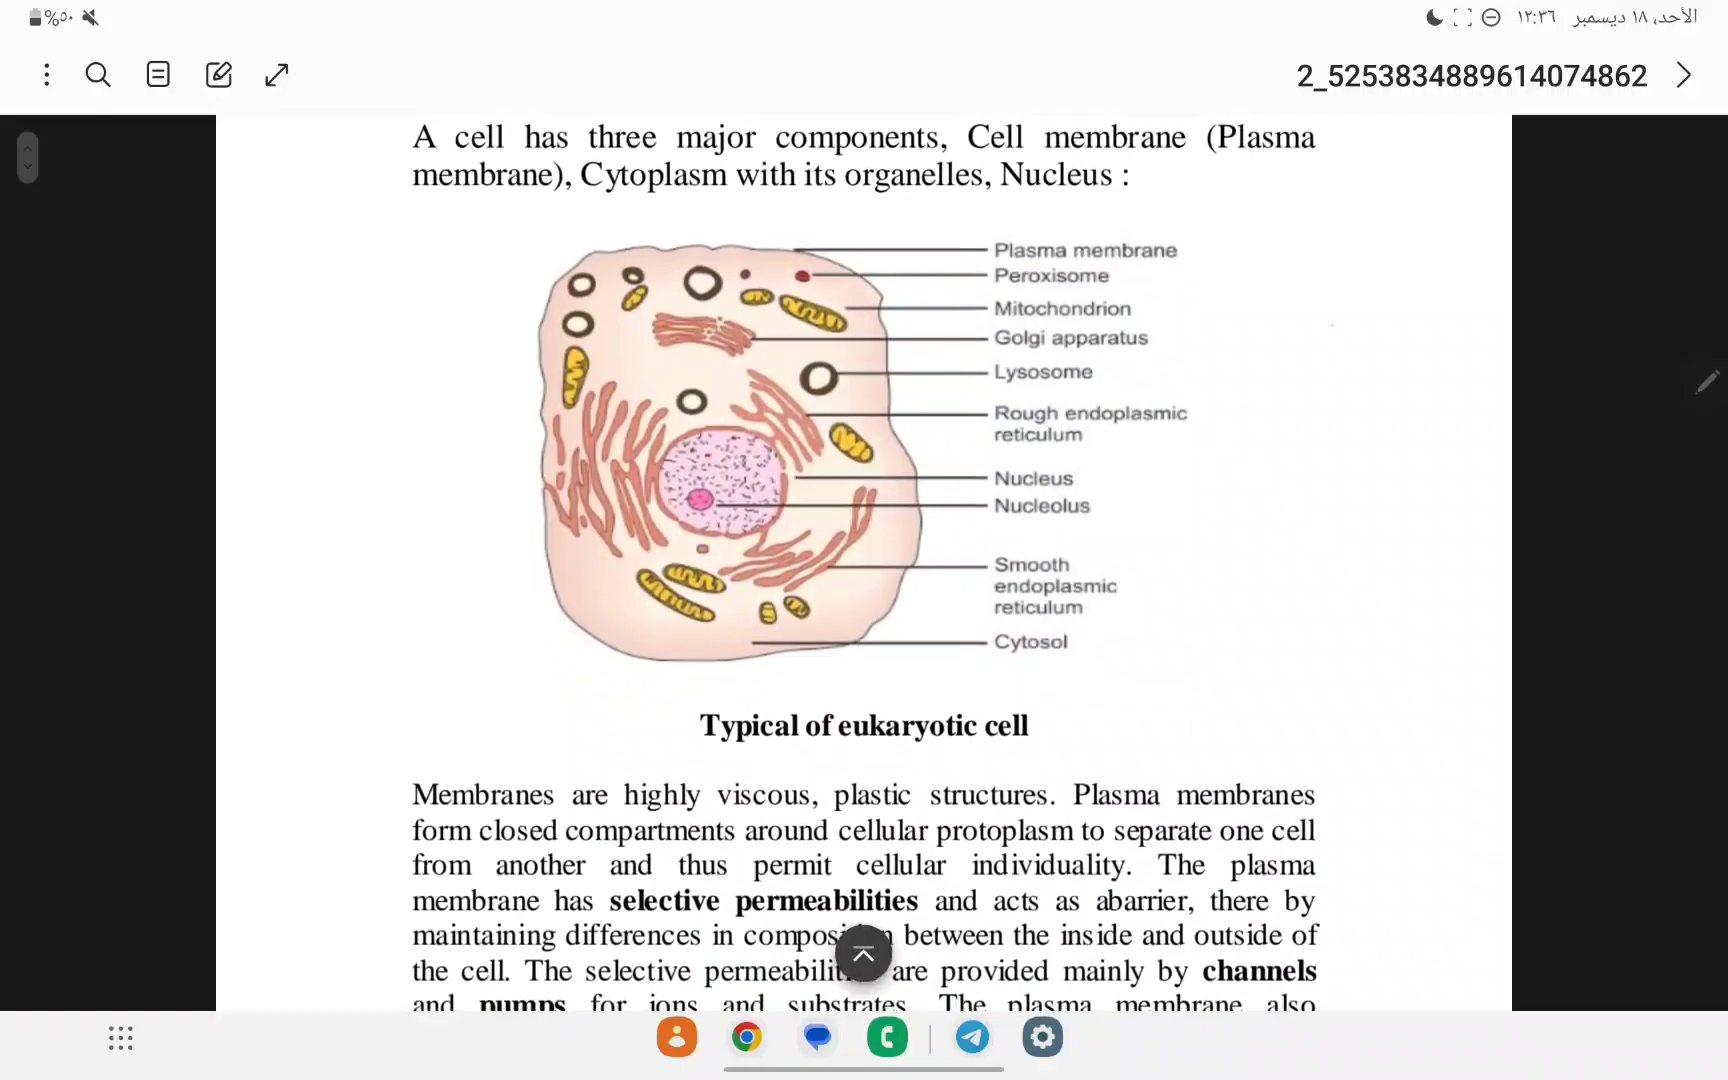 %٥٠
الأحد، ١٨ ديسمبر ١٢:٣٦
2_5253834889614074862
A cell has three major components, Cell membrane (Plasma
membrane), Cytoplasm with its organelles, Nucleus :
Plasma membrane
Peroxisome
Mitochondrion
Golgi apparatus
Lysosome
Rough endoplasmic
reticulum
Nucleus
Nucleolus
Smooth
endoplasmic
reticulum
Cytosol
Typical of eukaryotic cell
Membranes are highly viscous, plastic structures. Plasma membranes
form closed compartments around cellular protoplasm to separate one cell
from another and thus permit cellular individuality. The plasma
membrane has selective permeabilities and acts as abarrier, there by
maintaining differences in between the inside and outside of
the cell. The selective are provided mainly by channels
and pumps for ions and substrates. The plasma membrane also